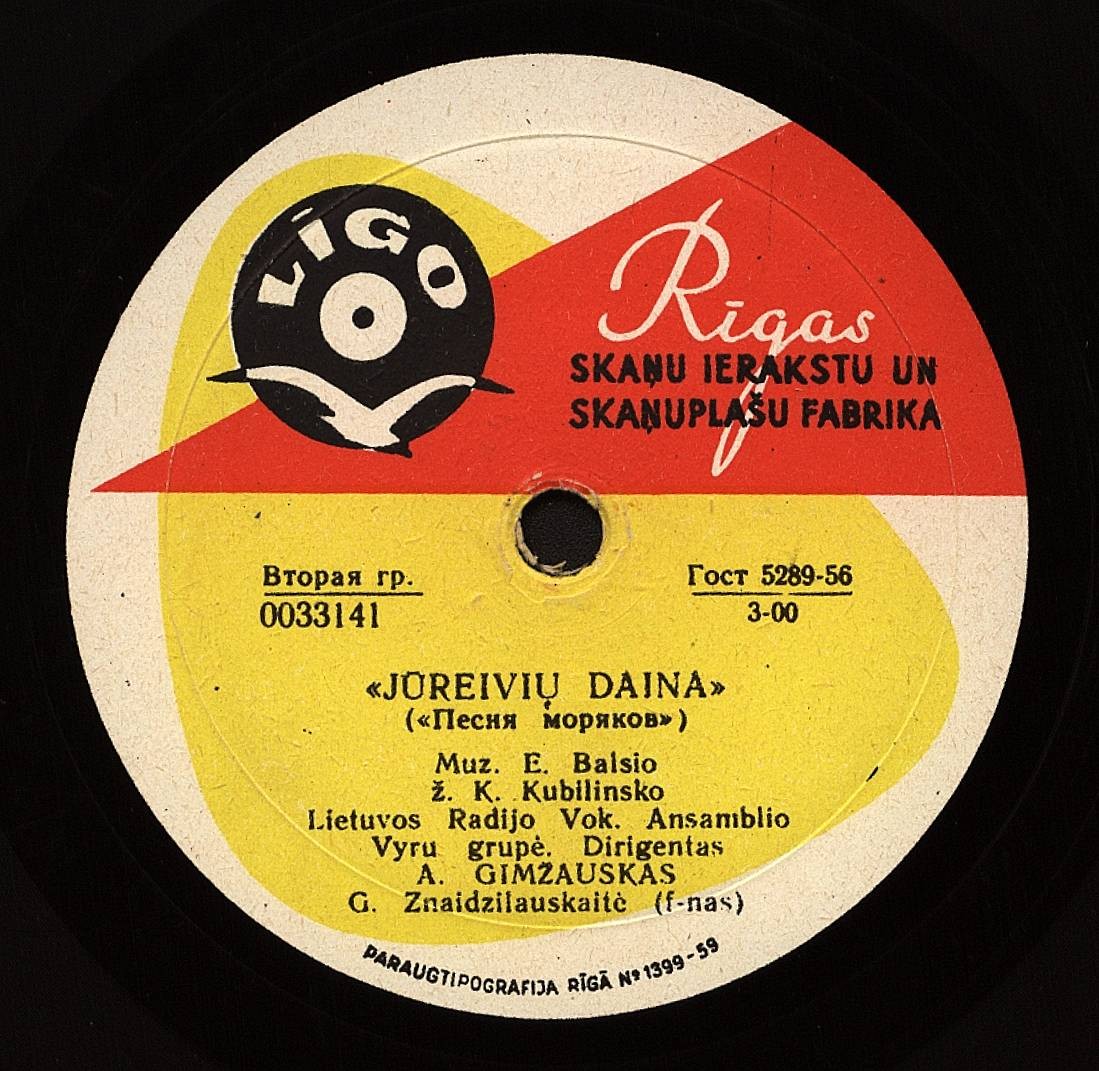 LĪGO
Rīgas
SKAŅU IERAKSTU UN
SKAŅUPLAŠU FABRIKA
Вторая гр.
0033141
Гост 5289-56
3-00
«JŪREIVIŲ DAINA»
(«Песня моряков»)
Muz. E. Balsio
ž. K. Kubilinsko
Lietuvos Radijo Vok. Ansamblio
Vyru grupė. Dirigentas
A. GIMŽAUSKAS
G. Znaidzilauskaitė (f-nas)
PARAUGTIPOGRAFIJA RĪGĀ Nº 1399-59